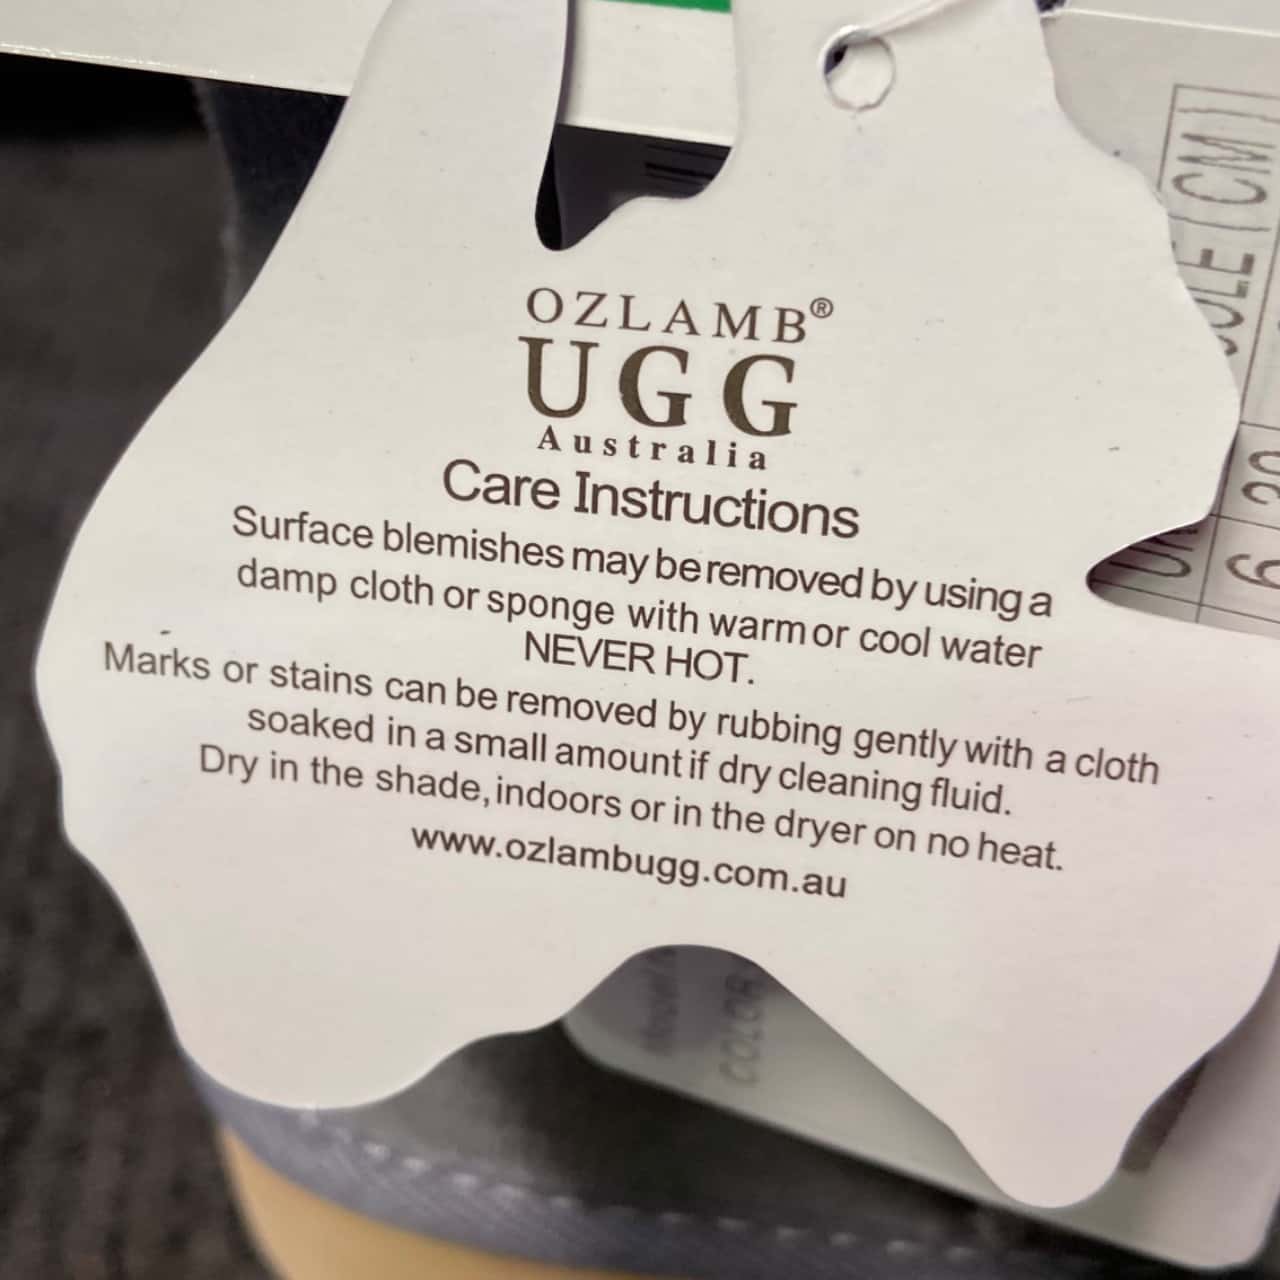 OZLAMB®
UGG
Australia
Care Instructions
Surface blemishes may be removed by using a
damp cloth or sponge with warm or cool water
NEVER HOT.
Marks or stains can be removed by rubbing gently with a cloth
soaked in a small amount if dry cleaning fluid.
Dry in the shade, indoors or in the dryer on no heat.
www.ozlambugg.com.au
(CM)
6
COLOR